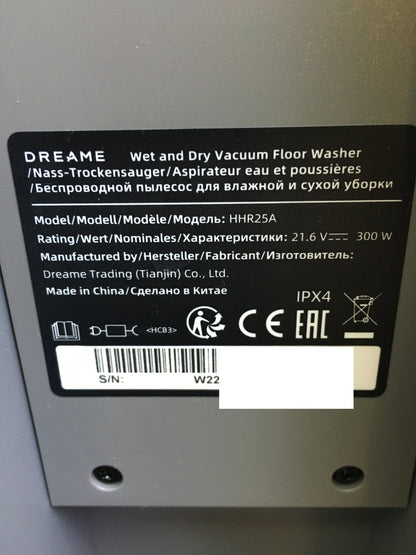 DREAME Wet and Dry Vacuum Floor Washer
/Nass-Trockensauger/Aspirateur eau et poussières
/Беспроводной пылесос для влажной и сухой уборки
Model/Modell/Modèle/Модель: HHR25A
Rating/Wert/Nominales/Характеристики: 21.6 V⎓ 300 W
Manufactured by/Hersteller/Fabricant/Изготовитель:
Dreame Trading (Tianjin) Co., Ltd.
Made in China/Сделано в Китае
IPX4
<HCB3> CE EAC
S/N: W22